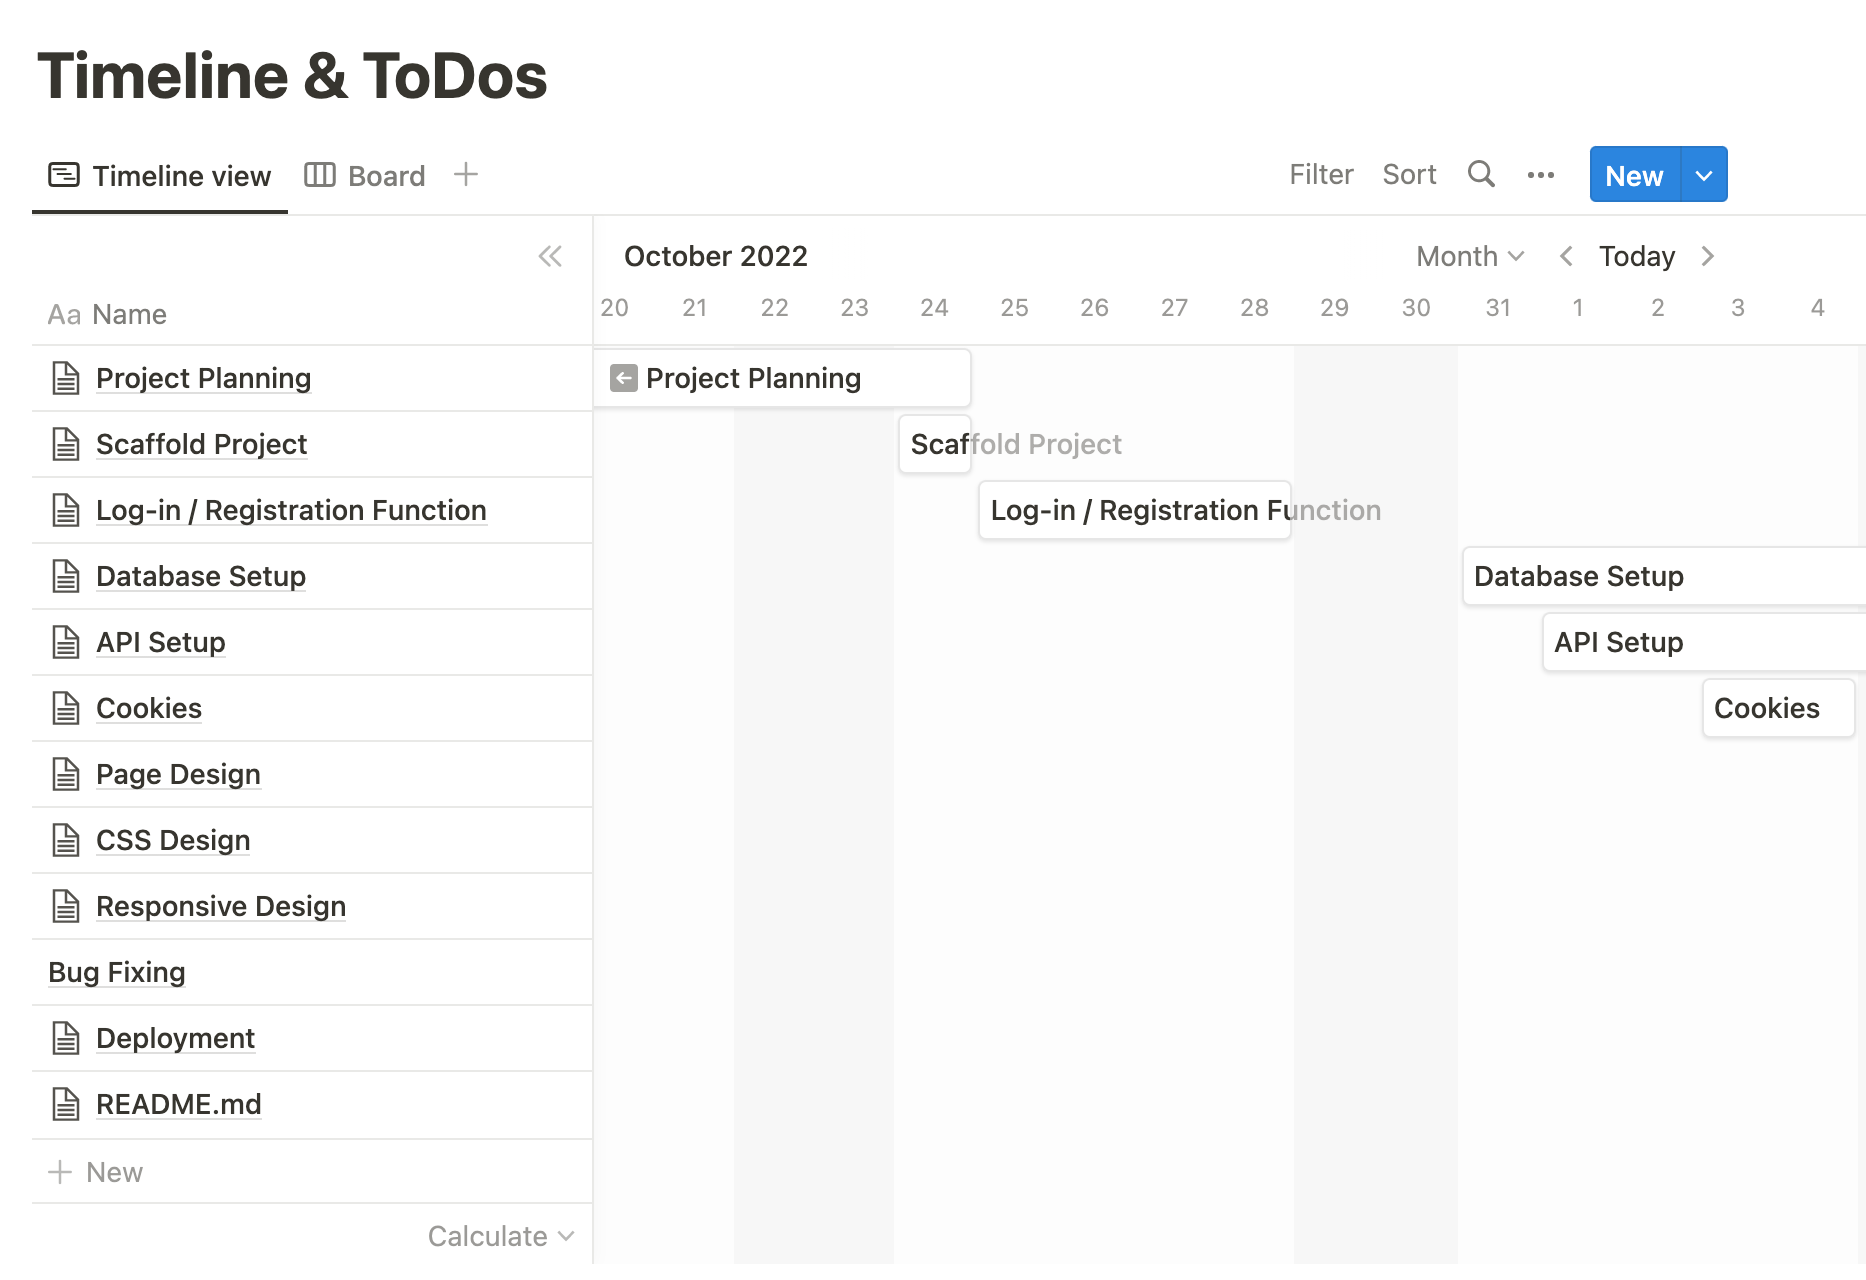 Timeline & ToDos
Timeline view Board
Filter Sort ... New
October 2022 Month Today
Aa Name
20 21 22 23 24 25 26 27 28 29 30 31 1 2 3 4
Project Planning
Project Planning
Scaffold Project
Scaffold Project
Log-in / Registration Function
Log-in / Registration Function
Database Setup
Database Setup
API Setup
API Setup
Cookies
Cookies
Page Design
CSS Design
Responsive Design
Bug Fixing
Deployment
README.md
+ New
Calculate